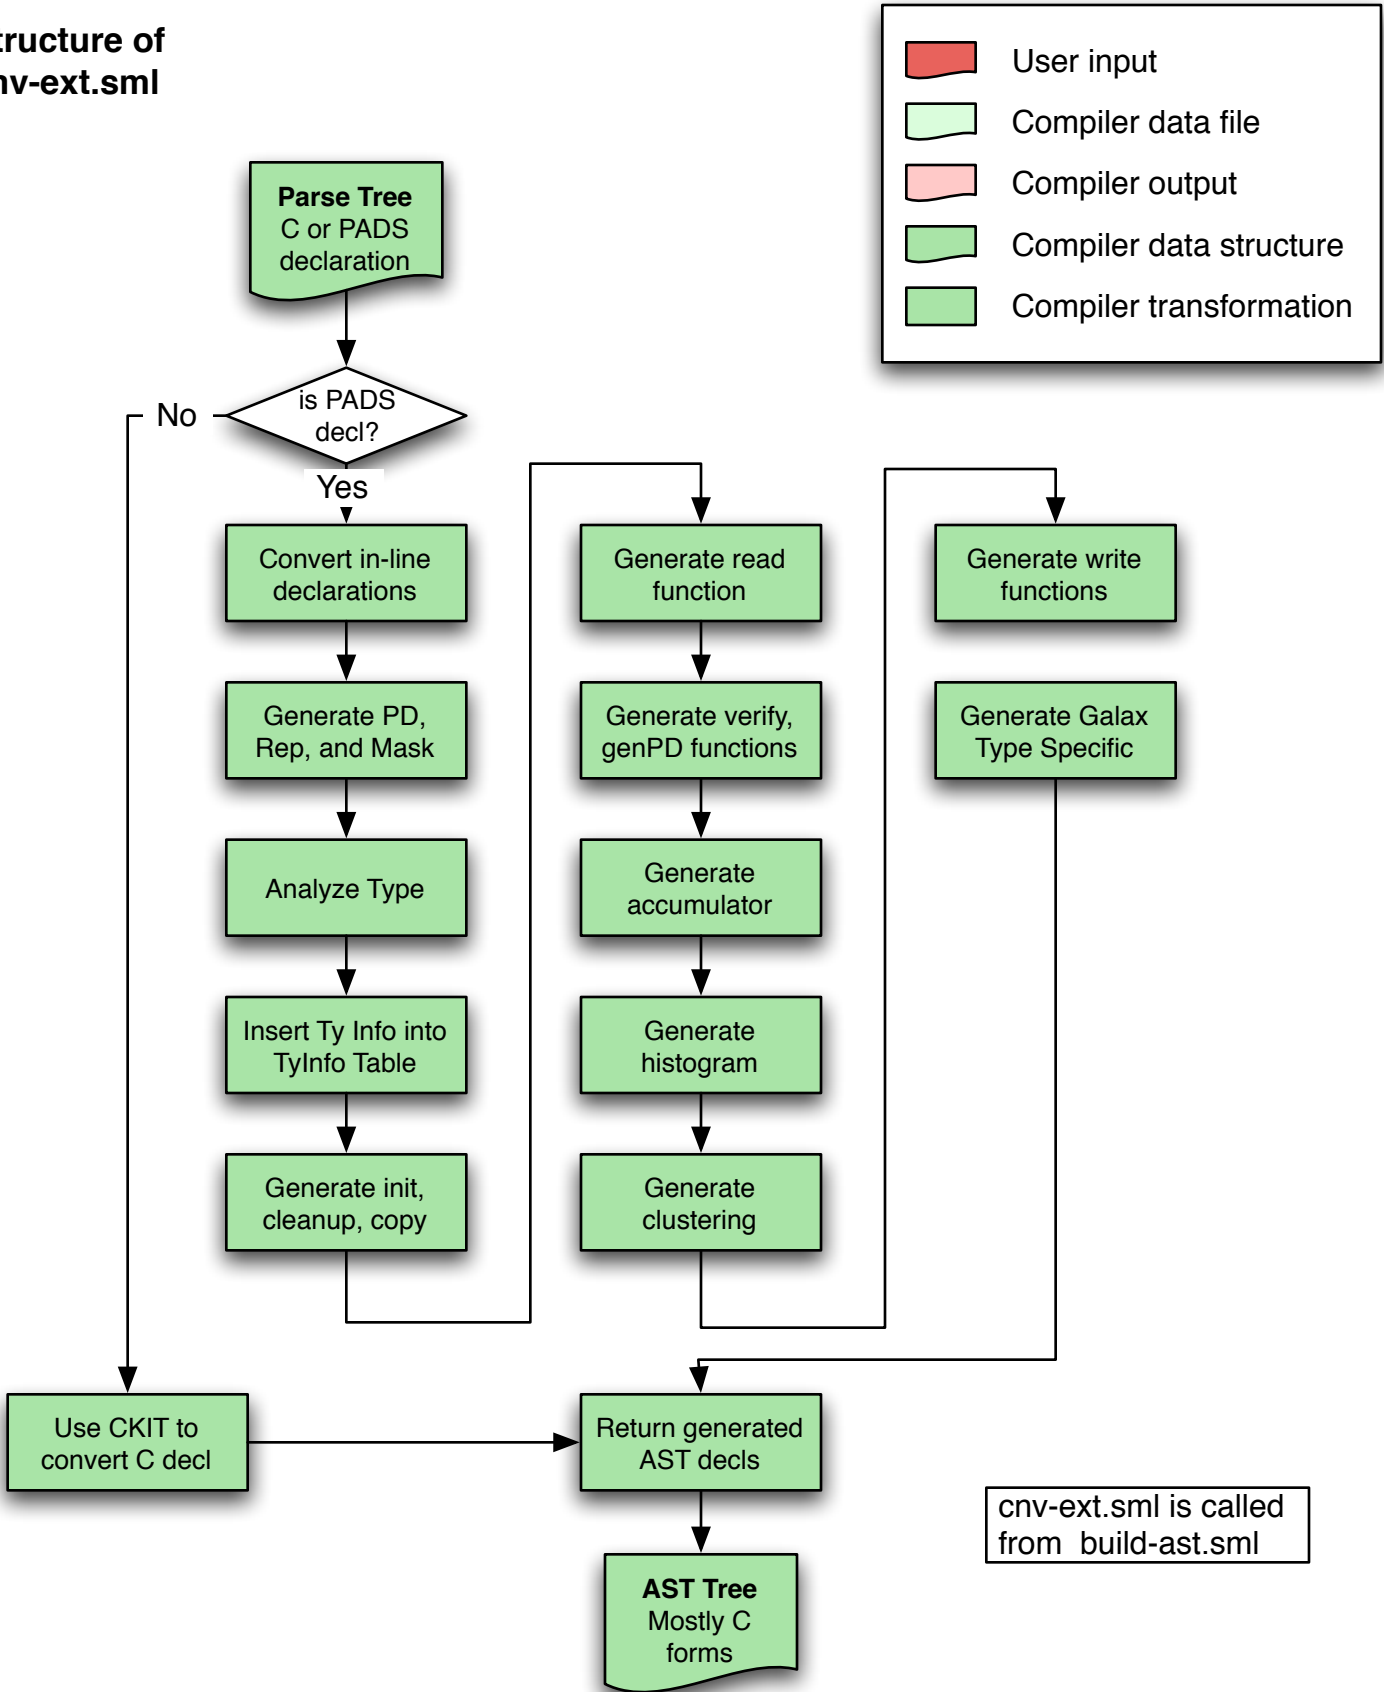 tructure of
nv-ext.sml
User input
Compiler data file
Compiler output
Compiler data structure
Compiler transformation
Parse Tree
C or PADS
declaration
is PADS
decl?
No
Yes
Convert in-line
declarations
Generate PD,
Rep, and Mask
Analyze Type
Insert Ty Info into
TyInfo Table
Generate init,
cleanup, copy
Generate read
function
Generate verify,
genPD functions
Generate
accumulator
Generate
histogram
Generate
clustering
Generate write
functions
Generate Galax
Type Specific
Use CKIT to
convert C decl
Return generated
AST decls
AST Tree
Mostly C
forms
cnv-ext.sml is called
from build-ast.sml